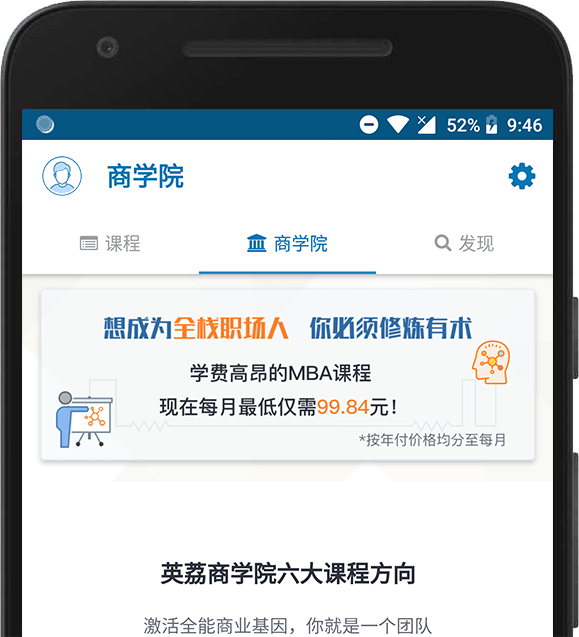 52% 9:46
商学院
课程 商学院 发现
想成为全栈职场人 你必须修炼有术
学费高昂的MBA课程
现在每月最低仅需99.84元!
*按年付价格均分至每月
英荔商学院六大课程方向
激活全能商业基因，你就是一个团队